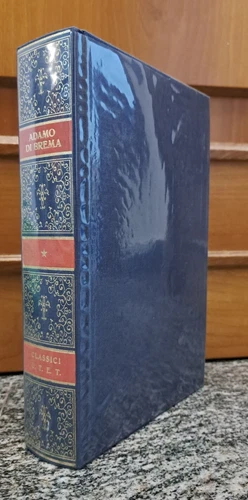 ADAMO
DI BREMA
*
CLASSICI
U. T. E. T.